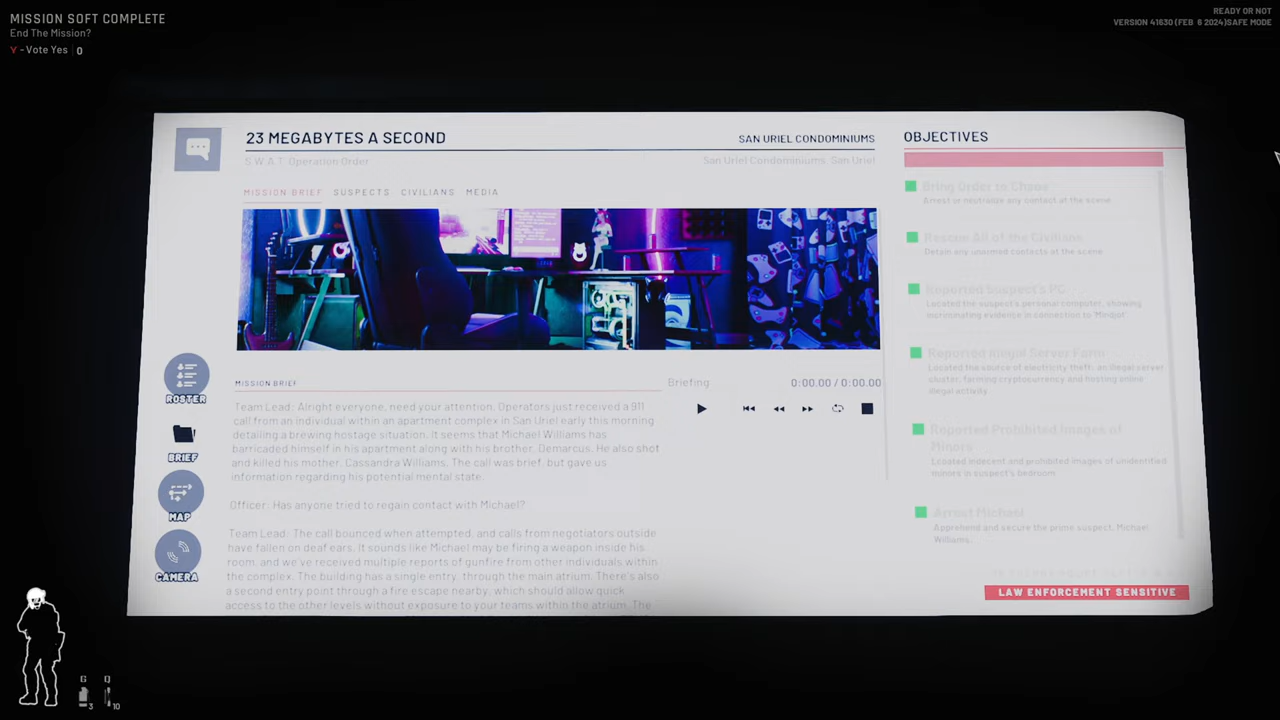 MISSION SOFT COMPLETE
End The Mission?
Y - Vote Yes | 0
READY OR NOT
VERSION 41630 (FEB 6 2024)SAFE MODE
23 MEGABYTES A SECOND
SAN URIEL CONDOMINIUMS
S.W.A.T. Operation Order
San Uriel Condominiums, San Uriel
MISSION BRIEF SUSPECTS CIVILIANS MEDIA
MISSION BRIEF
Team Lead: Alright everyone, need your attention. Operators just received a 911
call from an individual within an apartment complex in San Uriel early this morning
detailing a brewing hostage situation. It seems that Michael Williams has
barricaded himself in his apartment along with his brother, Demarcus. He also shot
and killed his mother, Cassandra Williams. The call was brief, but gave us
information regarding his potential mental state.
Officer: Has anyone tried to regain contact with Michael?
Team Lead: The call bounced when attempted, and calls from negotiators outside
have fallen on deaf ears. It sounds like Michael may be firing a weapon inside his
room, and we've received multiple reports of gunfire from other individuals within
the complex. The building has a single entry, through the main atrium. There's also
a second entry point through a fire escape nearby, which should allow quick
access to the other levels without exposure to your teams within the atrium. The
Briefing
0:00.00 / 0:00.00
ROSTER
BRIEF
MAP
CAMERA
OBJECTIVES
Bring Order to Chaos
Arrest or neutralize any contact at the scene.
Rescue All of the Civilians
Detain any unarmed contacts at the scene.
Reported Suspect's PC
Located the suspect's personal computer, showing
incriminating evidence in connection to 'Mindjot'.
Reported Illegal Server Farm
Located the source of electricity theft, an illegal server
cluster, farming cryptocurrency and hosting online
illegal activity.
Reported Prohibited Images of
Minors
Located indecent and prohibited images of unidentified
minors in suspect's bedroom.
Arrest Michael
Apprehend and secure the prime suspect, Michael
Williams.
LAW ENFORCEMENT SENSITIVE
G Q
3 10